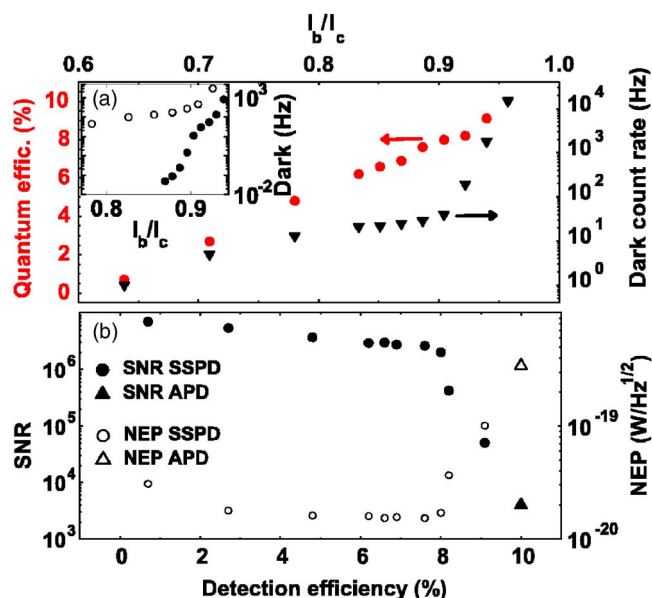 I_b/I_c
0.6 0.7 0.8 0.9 1.0
Quantum effic. (%)
10
8
6
4
2
0
(a)
10^3
10^-2
Dark (Hz)
0.8 0.9
I_b/I_c
10^4
10^3
10^2
10^1
10^0
Dark count rate (Hz)
(b)
SNR
10^6
10^5
10^4
10^3
SNR SSPD
SNR APD
NEP SSPD
NEP APD
10^-19
10^-20
NEP (W/Hz^1/2)
0 2 4 6 8 10
Detection efficiency (%)